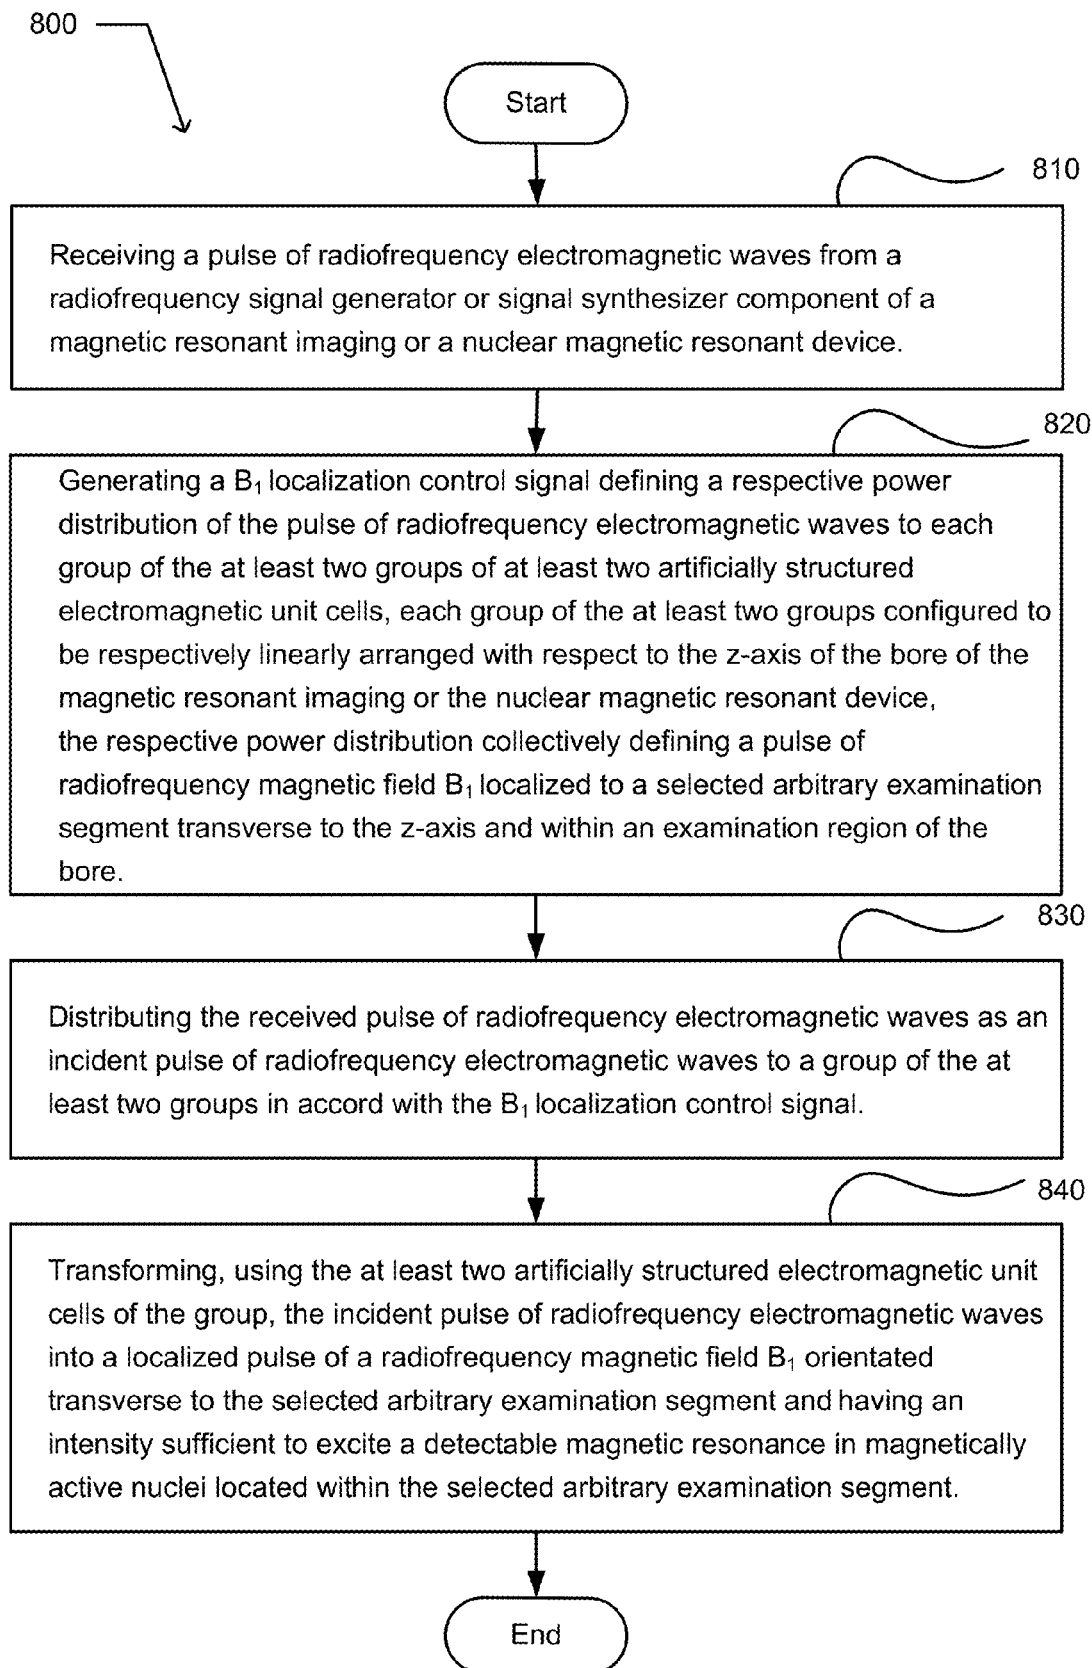 800
Start
810
Receiving a pulse of radiofrequency electromagnetic waves from a
radiofrequency signal generator or signal synthesizer component of a
magnetic resonant imaging or a nuclear magnetic resonant device.
820
Generating a B₁ localization control signal defining a respective power
distribution of the pulse of radiofrequency electromagnetic waves to each
group of the at least two groups of at least two artificially structured
electromagnetic unit cells, each group of the at least two groups configured to
be respectively linearly arranged with respect to the z-axis of the bore of the
magnetic resonant imaging or the nuclear magnetic resonant device,
the respective power distribution collectively defining a pulse of
radiofrequency magnetic field B₁ localized to a selected arbitrary examination
segment transverse to the z-axis and within an examination region of the
bore.
830
Distributing the received pulse of radiofrequency electromagnetic waves as an
incident pulse of radiofrequency electromagnetic waves to a group of the at
least two groups in accord with the B₁ localization control signal.
840
Transforming, using the at least two artificially structured electromagnetic unit
cells of the group, the incident pulse of radiofrequency electromagnetic waves
into a localized pulse of a radiofrequency magnetic field B₁ orientated
transverse to the selected arbitrary examination segment and having an
intensity sufficient to excite a detectable magnetic resonance in magnetically
active nuclei located within the selected arbitrary examination segment.
End